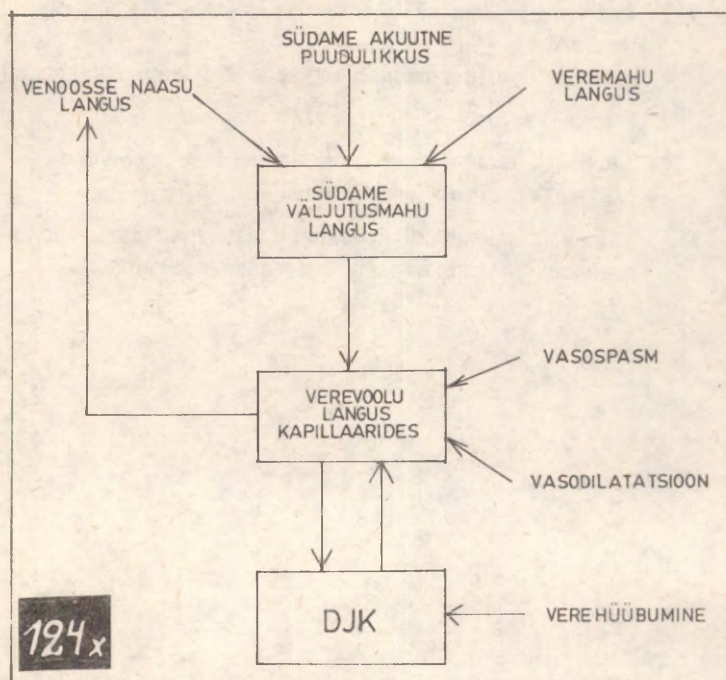 SÜDAME AKUUTNE
PUUDULIKKUS
VENOOSSE NAASU
LANGUS
VEREMAHU
LANGUS
SÜDAME
VÄLJUTUSMAHU
LANGUS
VEREVOOLU
LANGUS
KAPILLAARIDES
VASOSPASM
VASODILATATSIOON
DJK
VEREHÜÜBUMINE
124x